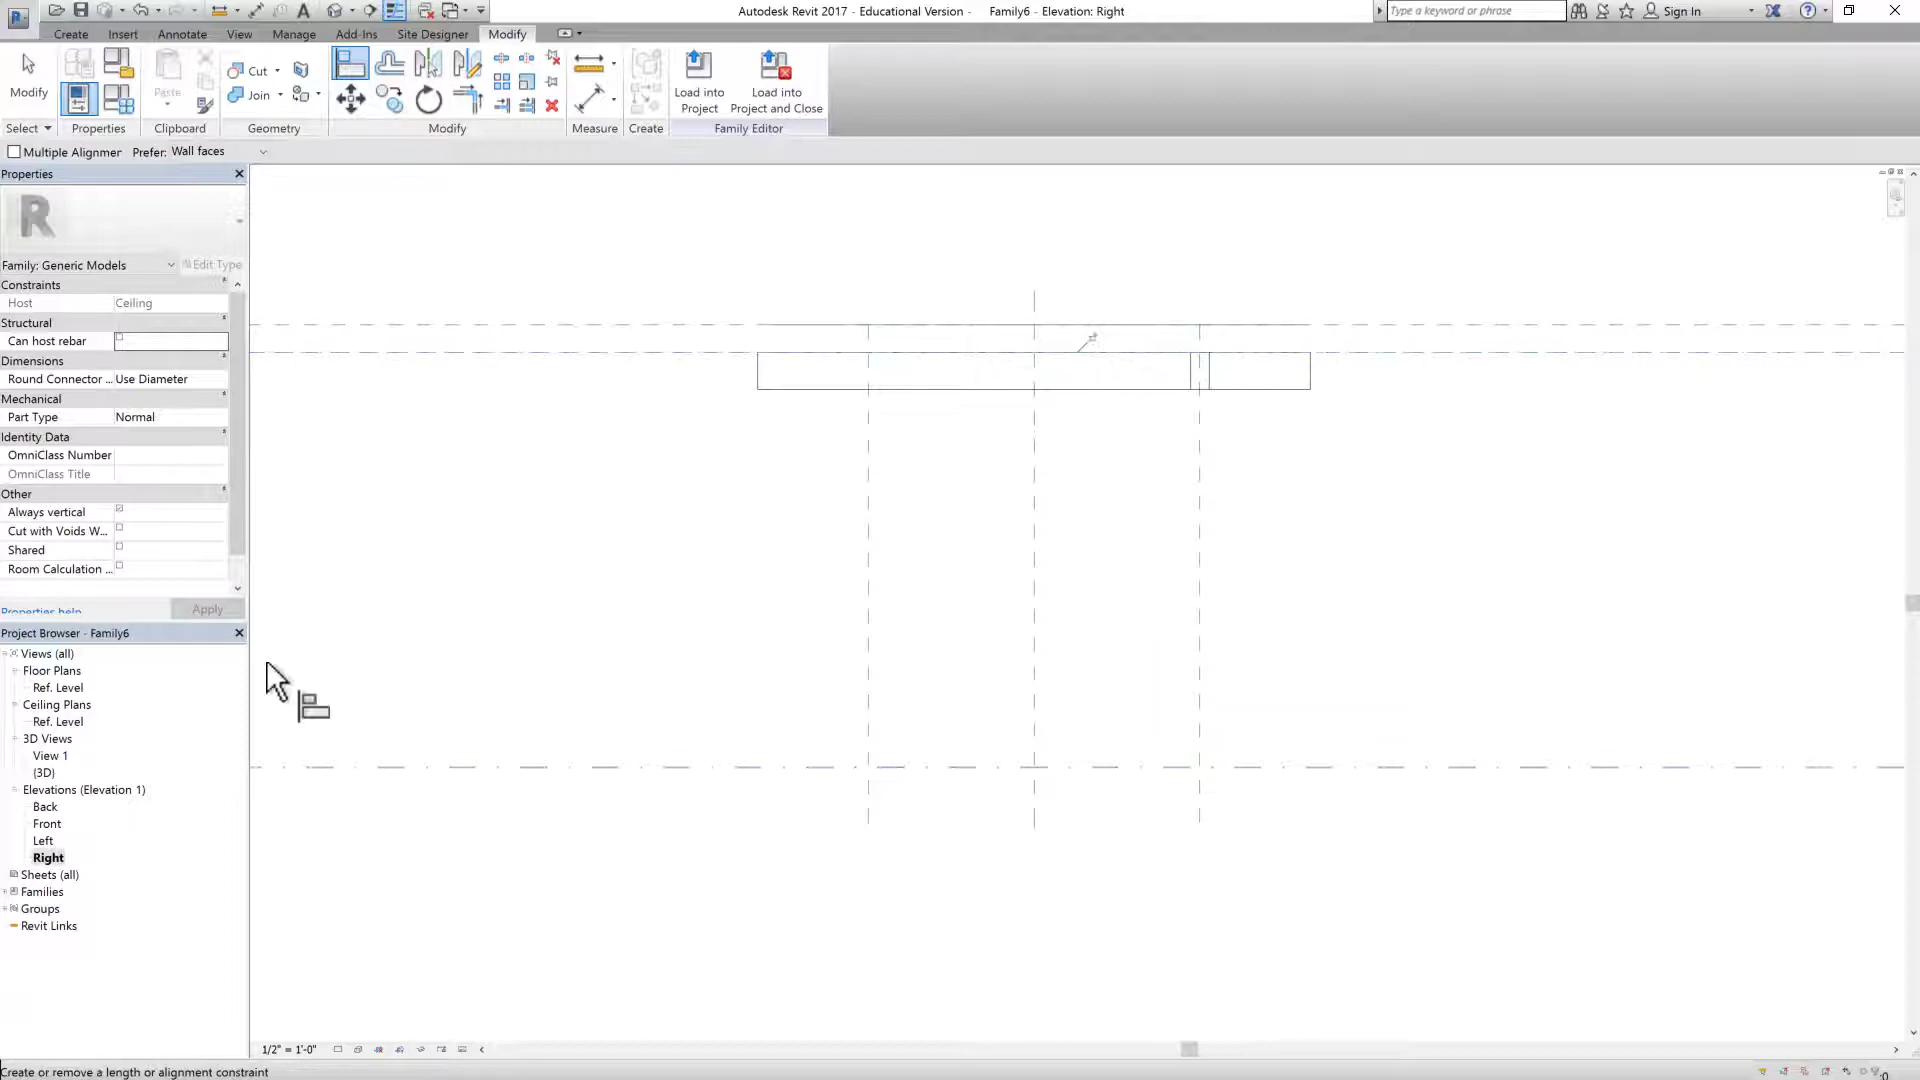 Autodesk Revit 2017 - Educational Version -    Family6 - Elevation: Right
Type a keyword or phrase
Sign In
Create Insert Annotate View Manage Add-Ins Site Designer Modify
Modify
Paste
Cut
Join
Load into Project
Load into Project and Close
Select Properties Clipboard Geometry Modify Measure Create Family Editor
Multiple Alignmer Prefer: Wall faces
Properties
R
Family: Generic Models Edit Type
Constraints
Host Ceiling
Structural
Can host rebar
Dimensions
Round Connector ... Use Diameter
Mechanical
Part Type Normal
Identity Data
OmniClass Number
OmniClass Title
Other
Always vertical
Cut with Voids W...
Shared
Room Calculation ...
Properties help Apply
Project Browser - Family6
Views (all)
Floor Plans
Ref. Level
Ceiling Plans
Ref. Level
3D Views
View 1
(3D)
Elevations (Elevation 1)
Back
Front
Left
Right
Sheets (all)
Families
Groups
Revit Links
1/2" = 1'-0"
Create or remove a length or alignment constraint
:0